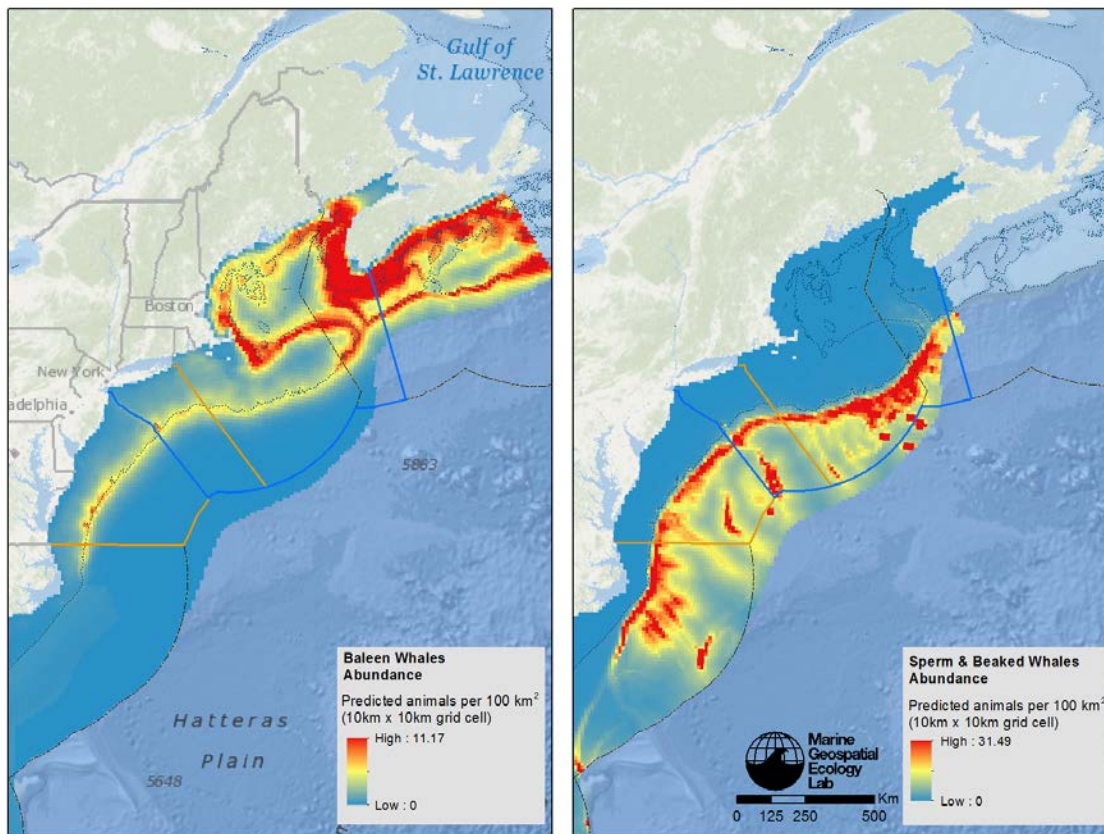 Gulf of
St. Lawrence
Boston
New York
adelphia
5863
Hatteras
Plain
5648
Baleen Whales
Abundance
Predicted animals per 100 km²
(10km x 10km grid cell)
High : 11.17
Low : 0
Marine
Geospatial
Ecology
Lab
Km
0 125 250 500
Sperm & Beaked Whales
Abundance
Predicted animals per 100 km²
(10km x 10km grid cell)
High : 31.49
Low : 0